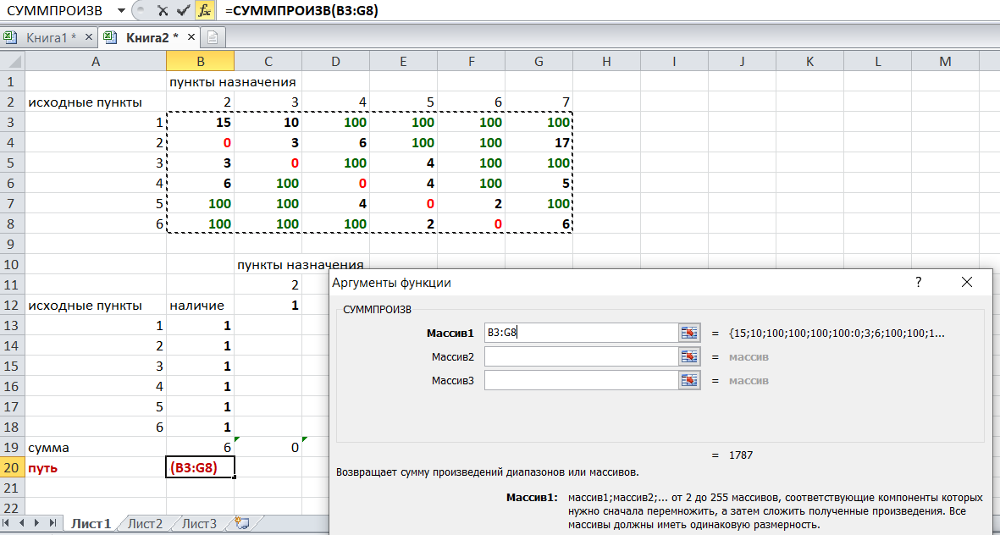 СУММПРОИЗВ fx =СУММПРОИЗВ(B3:G8)
Книга1 * Книга2 *
A B C D E F G H I J K L M
1 пункты назначения
2 исходные пункты 2 3 4 5 6 7
3 1 15 10 100 100 100 100
4 2 0 3 6 100 100 17
5 3 3 0 100 4 100 100
6 4 6 100 0 4 100 5
7 5 100 100 4 0 2 100
8 6 100 100 100 2 0 6
9
10 пункты назначения
11 2
12 исходные пункты наличие 1
13 1 1
14 2 1
15 3 1
16 4 1
17 5 1
18 6 1
19 сумма 6 0
20 путь (B3:G8)
21
22
Лист1 Лист2 Лист3
Аргументы функции ?
СУММПРОИЗВ
Массив1 B3:G8 = {15;10;100;100;100;100:0;3;6;100;100;1...
Массив2 = массив
Массив3 = массив
= 1787
Возвращает сумму произведений диапазонов или массивов.
Массив1: массив1;массив2;... от 2 до 255 массивов, соответствующие компоненты которых
нужно сначала перемножить, а затем сложить полученные произведения. Все
массивы должны иметь одинаковую размерность.